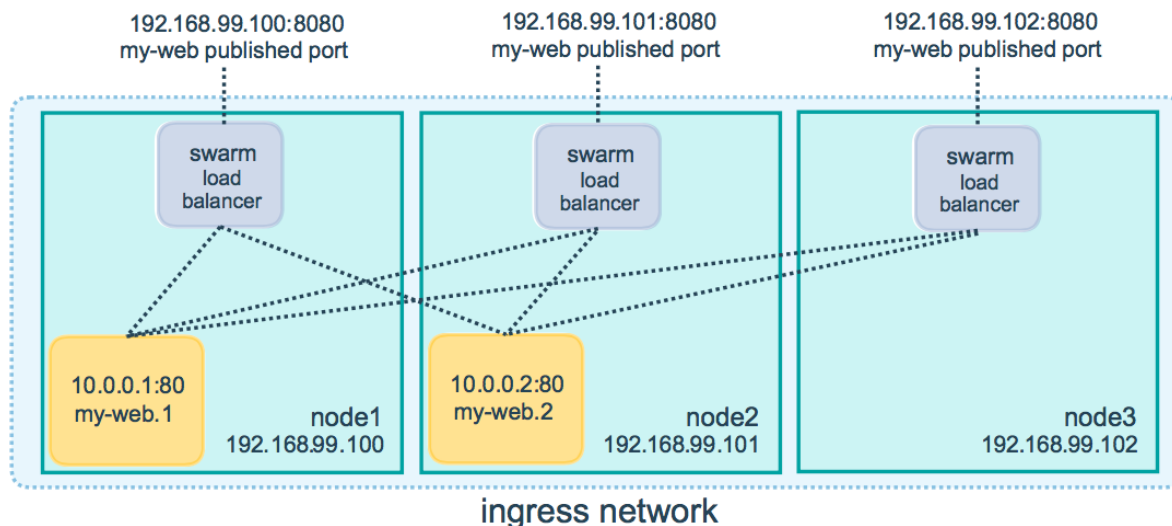 192.168.99.100:8080
my-web published port
192.168.99.101:8080
my-web published port
192.168.99.102:8080
my-web published port
swarm
load
balancer
swarm
load
balancer
swarm
load
balancer
10.0.0.1:80
my-web.1
node1
192.168.99.100
10.0.0.2:80
my-web.2
node2
192.168.99.101
node3
192.168.99.102
ingress network